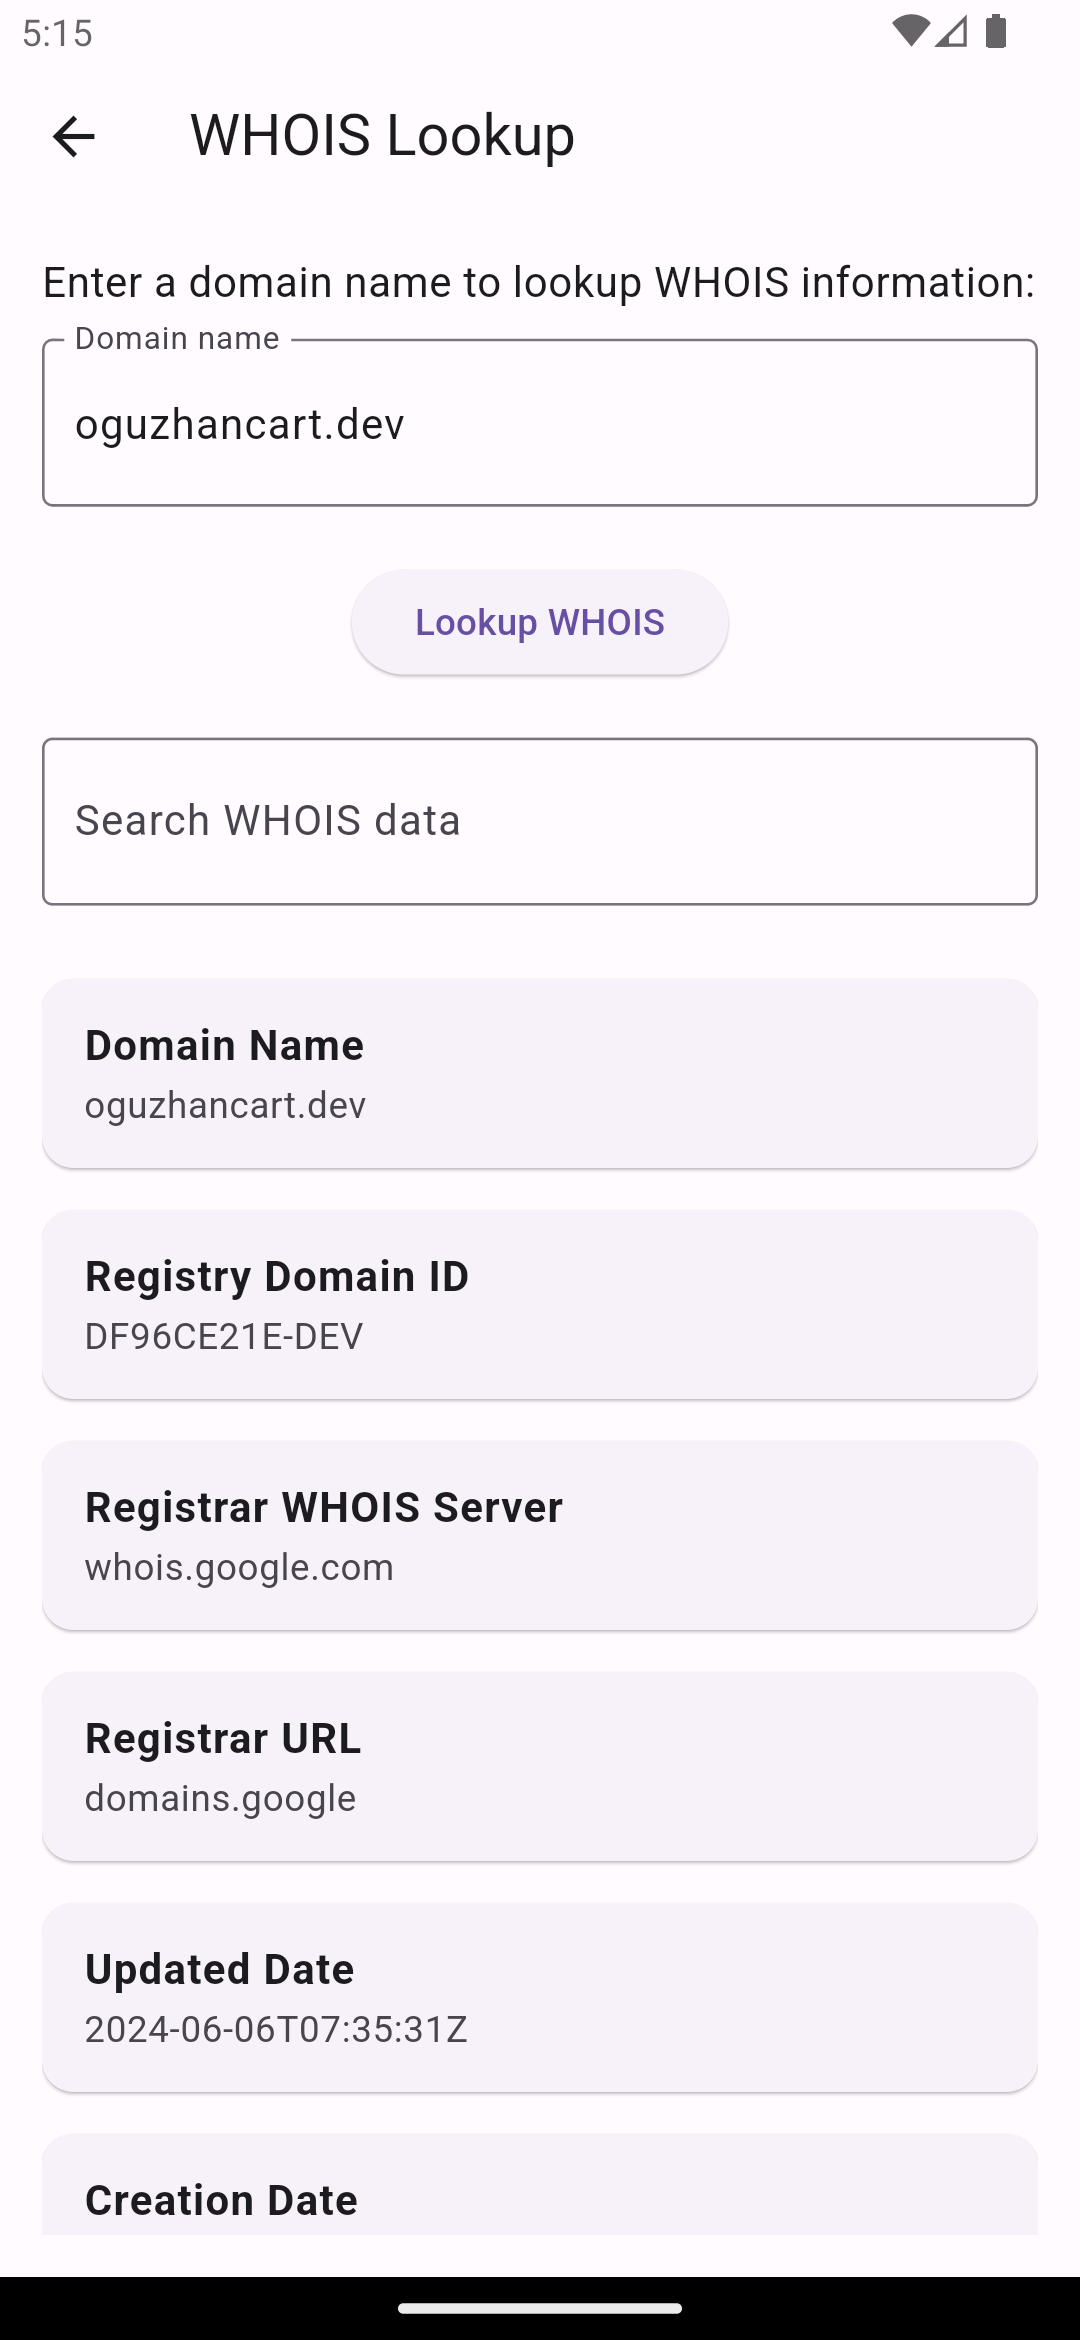 5:15
WHOIS Lookup
Enter a domain name to lookup WHOIS information:
Domain name
oguzhancart.dev
Lookup WHOIS
Search WHOIS data
Domain Name
oguzhancart.dev
Registry Domain ID
DF96CE21E-DEV
Registrar WHOIS Server
whois.google.com
Registrar URL
domains.google
Updated Date
2024-06-06T07:35:31Z
Creation Date